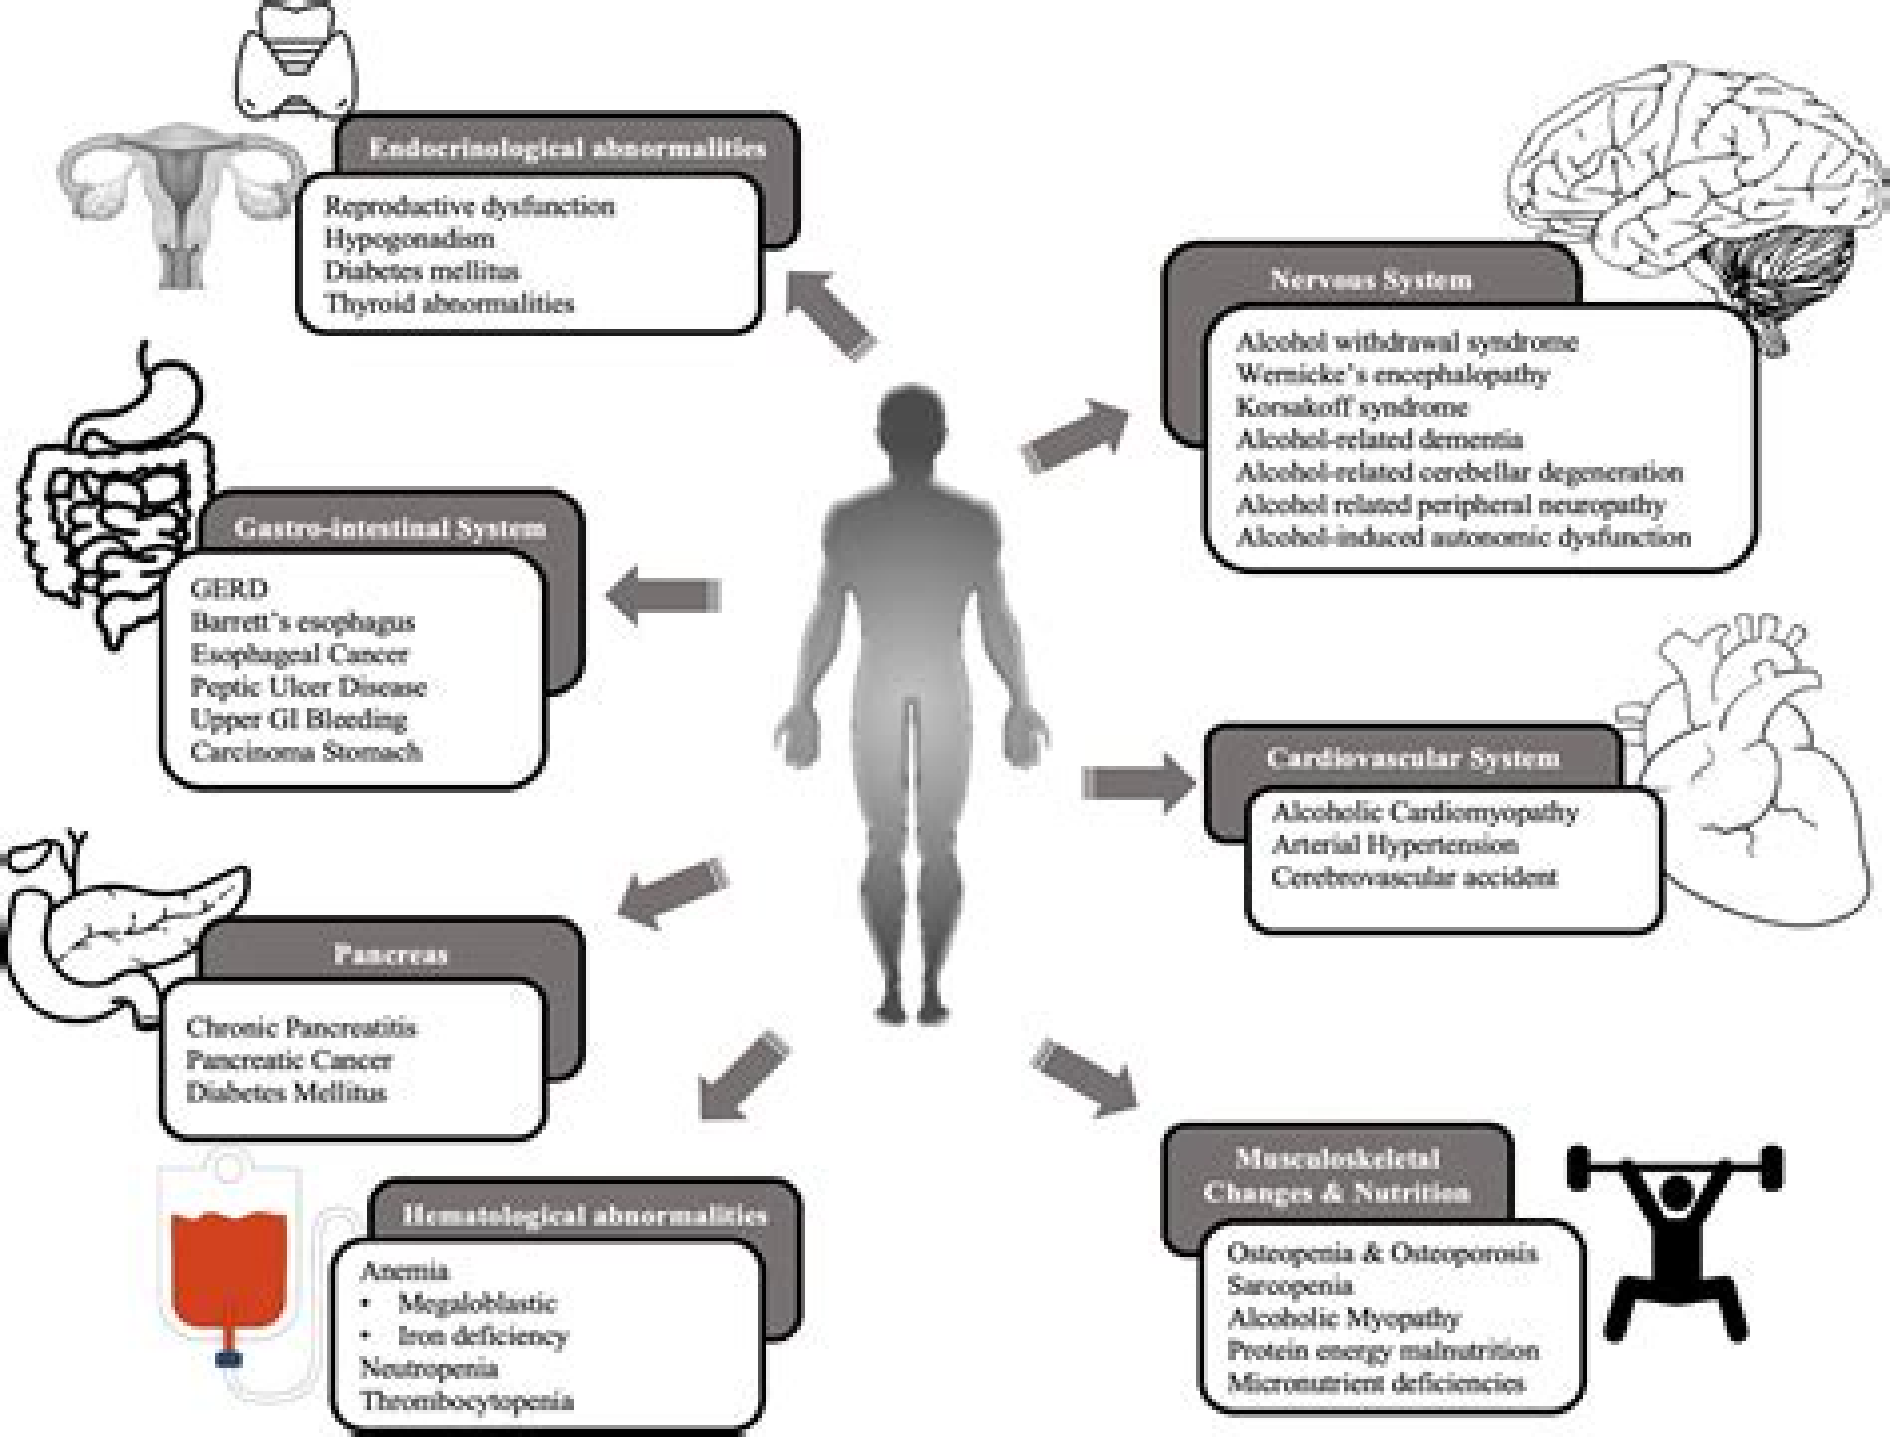 Endocrinological abnormalities
Reproductive dysfunction
Hypogonadism
Diabetes mellitus
Thyroid abnormalities
Nervous System
Alcohol withdrawal syndrome
Wernicke's encephalopathy
Korsakoff syndrome
Alcohol-related dementia
Alcohol-related cerebellar degeneration
Alcohol related peripheral neuropathy
Alcohol-induced autonomic dysfunction
Gastro-intestinal System
GERD
Barrett's esophagus
Esophageal Cancer
Peptic Ulcer Disease
Upper GI Bleeding
Carcinoma Stomach
Cardiovascular System
Alcoholic Cardiomyopathy
Arterial Hypertension
Cerebrovascular accident
Pancreas
Chronic Pancreatitis
Pancreatic Cancer
Diabetes Mellitus
Hematological abnormalities
Anemia
• Megaloblastic
• Iron deficiency
Neutropenia
Thrombocytopenia
Musculoskeletal
Changes & Nutrition
Osteopenia & Osteoporosis
Sarcopenia
Alcoholic Myopathy
Protein energy malnutrition
Micronutrient deficiencies